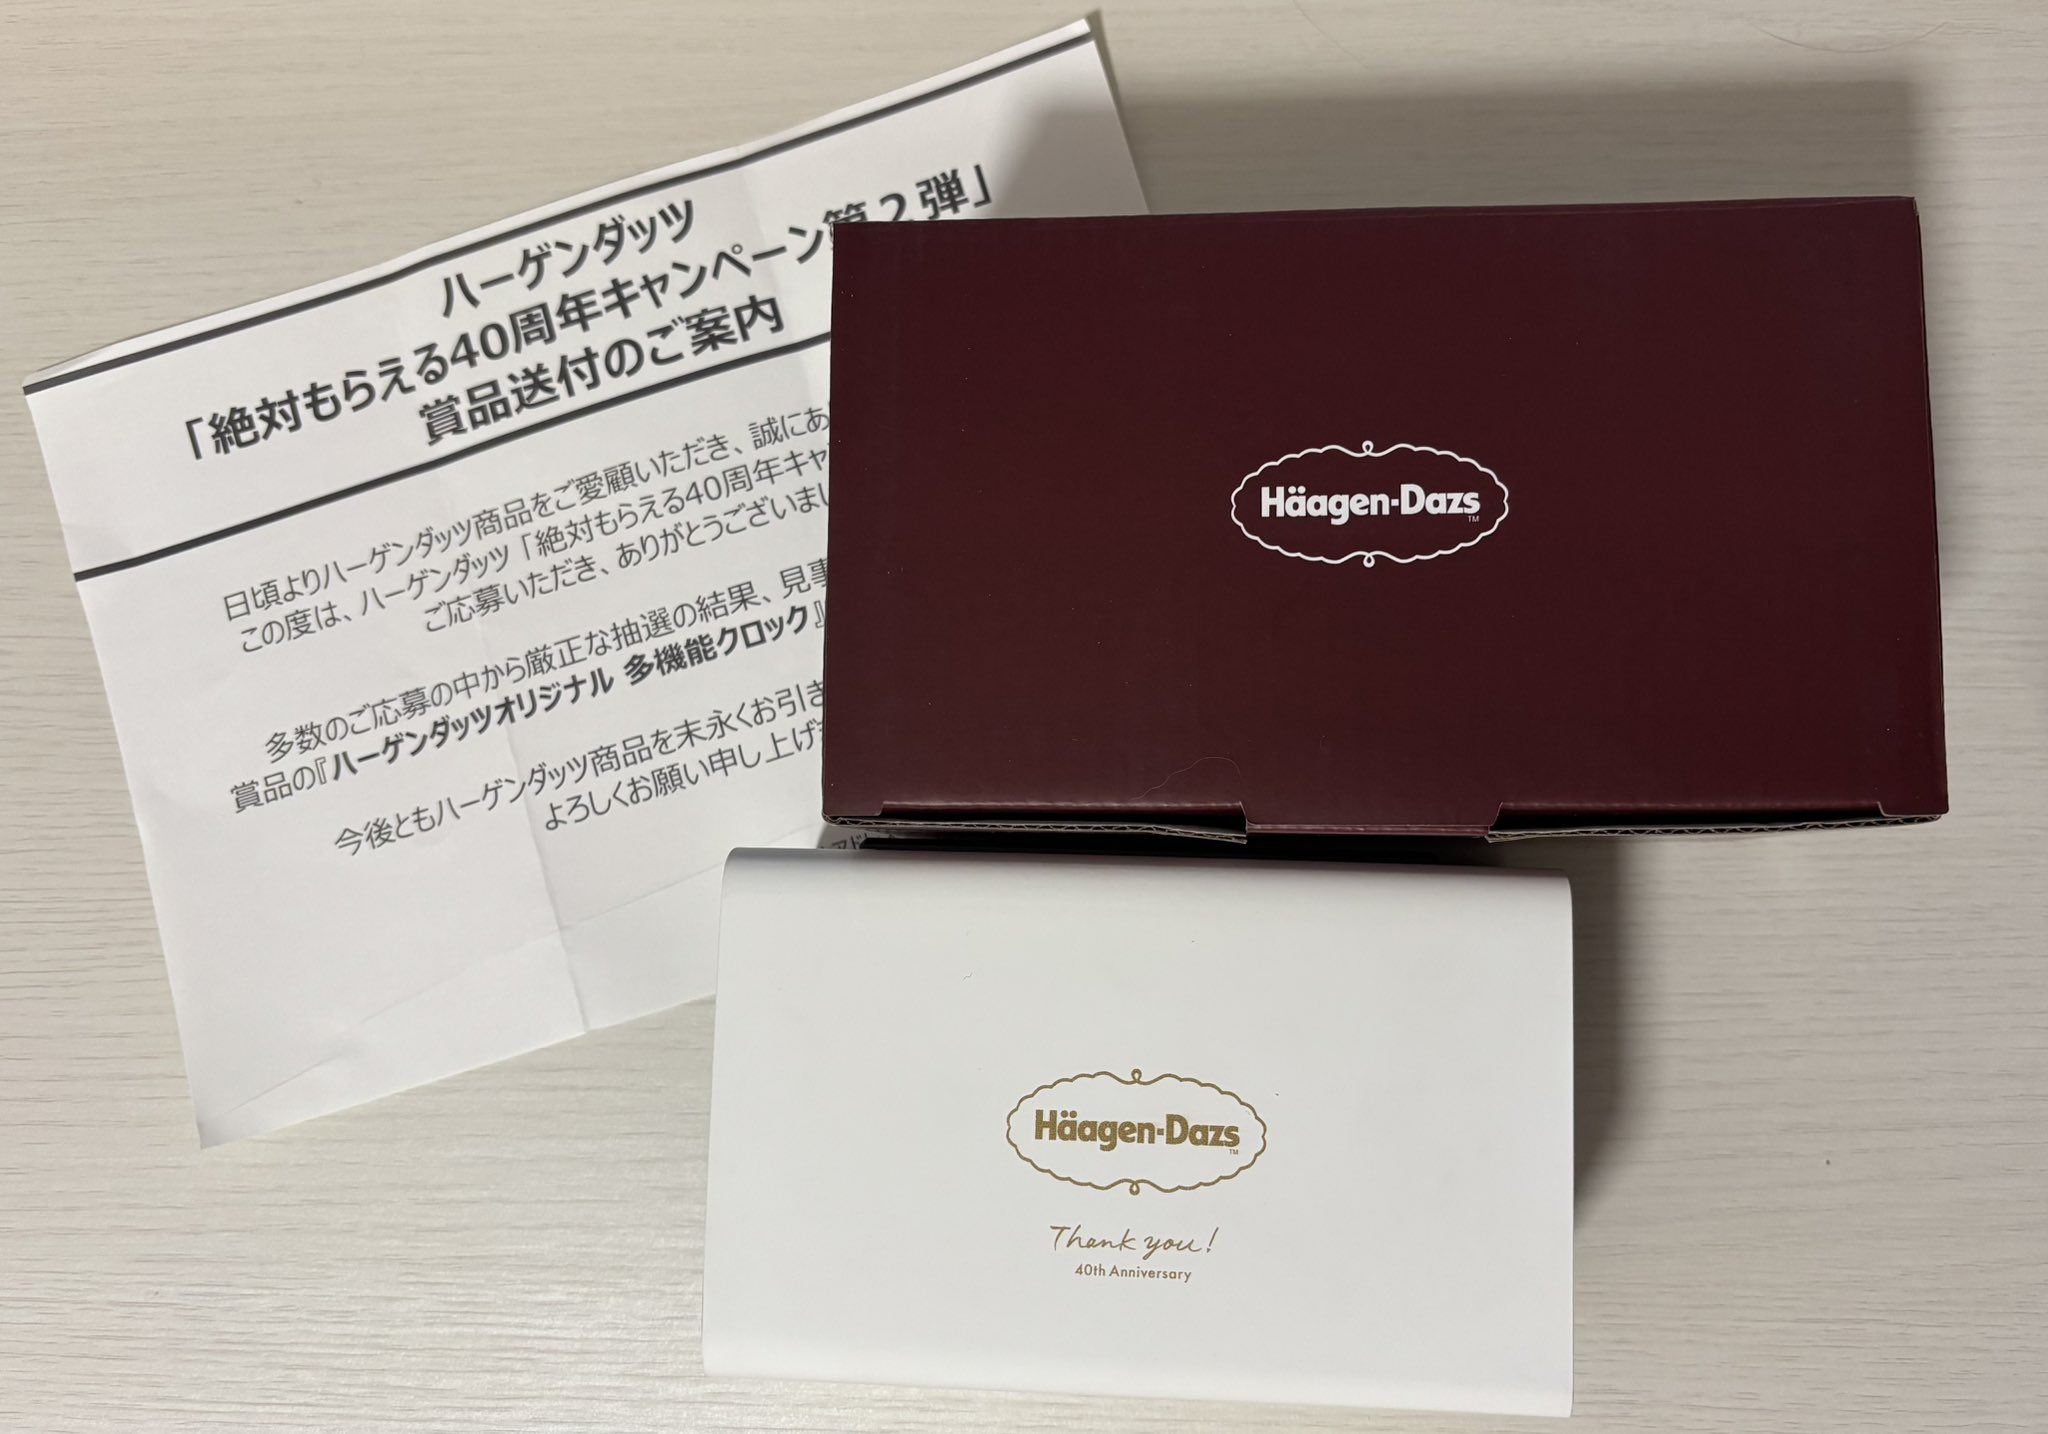 ハーゲンダッツ
「絶対もらえる40周年キャンペーン第2弾」
賞品送付のご案内
日頃よりハーゲンダッツ商品をご愛顧いただき、誠にあ
この度は、ハーゲンダッツ「絶対もらえる40周年キャ
ご応募いただき、ありがとうございまし
多数のご応募の中から厳正な抽選の結果、見事
賞品の『ハーゲンダッツオリジナル 多機能クロック』
今後ともハーゲンダッツ商品を末永くお引き
よろしくお願い申し上げ
Häagen-Dazs
TM
Häagen-Dazs
TM
Thank you!
40th Anniversary